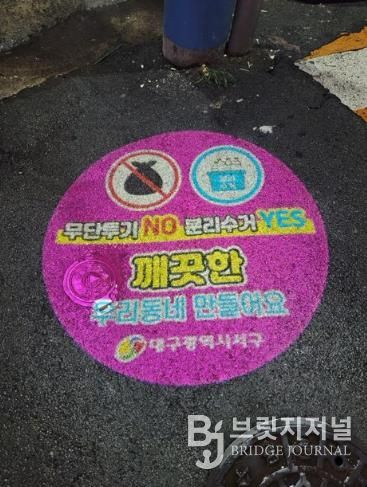 무단투기 NO 분리수거 YES
깨끗한
우리동네 만들어요
대구광역시서구
BJ 브릿지저널
BRIDGE JOURNAL